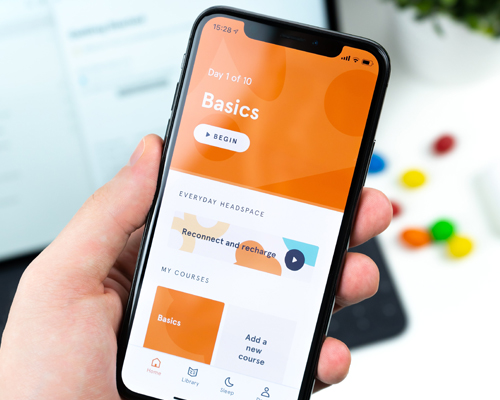 15:28
Day 1 of 10
Basics
BEGIN
EVERYDAY HEADSPACE
Reconnect and recharge
MY COURSES
Basics
Add a
new
course
Home
Library
Sleep